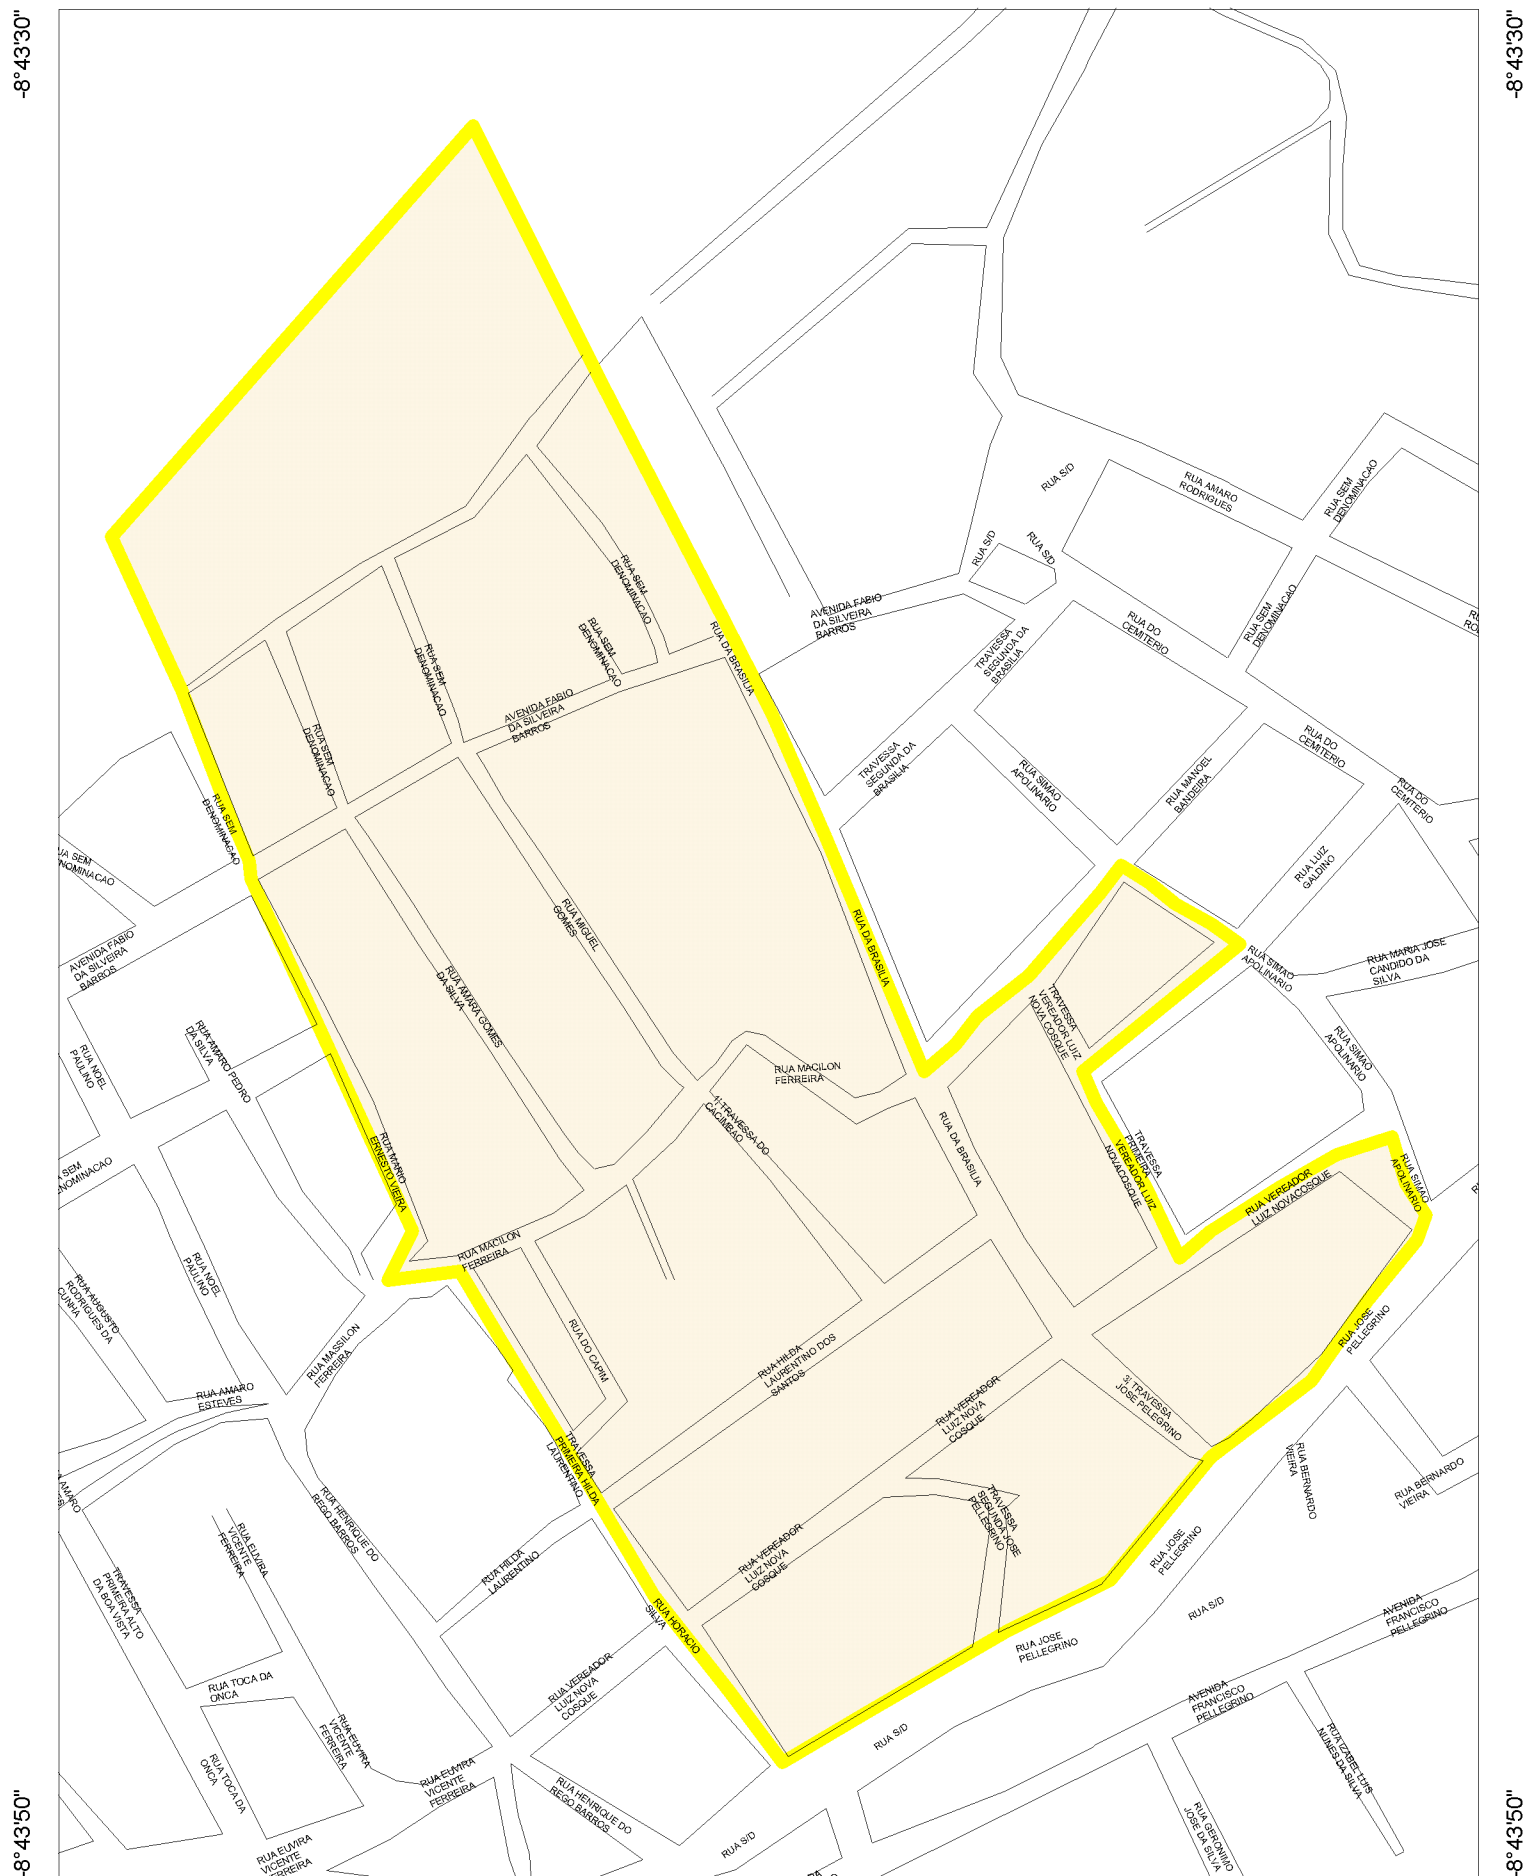 -8°43'30"
-8°43'30"
RUA S/D
RUA AMARO
RODRIGUES
RUA SEM
DENOMINACAO
RUA S/D
RUA S/D
RUA SEM
DENOMINACAO
AVENIDA FABIO
DA SILVEIRA
BARROS
RUA DO
CEMITERIO
RUA SEM
DENOMINACAO
RUA SEM
DENOMINACAO
RUA DA BRASILIA
TRAVESSA
SEGUNDA DA
BRASILIA
RUA SEM
DENOMINACAO
AVENIDA FABIO
DA SILVEIRA
BARROS
RUA SEM
DENOMINACAO
TRAVESSA
SEGUNDA DA
BRASILIA
RUA SIMAO
APOLINARIO
RUA MANOEL
BANDEIRA
RUA DO
CEMITERIO
RUA DO
CEMITERIO
RUA SEM
DENOMINACAO
RUA LUIZ
GALDINO
RUA MIGUEL
GOMES
RUA DA BRASILIA
AVENIDA FABIO
DA SILVEIRA
BARROS
RUA AMARA GOMES
DA SILVA
RUA SIMAO
APOLINARIO
RUA MARIA JOSE
CANDIDO DA
SILVA
RUA NOEL
PAULINO
RUA AMARO PEDRO
DA SILVA
TRAVESSA
VEREADOR LUIZ
NOVA COSQUE
RUA SIMAO
APOLINARIO
RUA MACILON
FERREIRA
4| TRAVESSA DO
CACIMBAO
RUA DA BRASILIA
TRAVESSA
PRIMEIRA
VEREADOR LUIZ
NOVACOSQUE
RUA MARIO
ERNESTO VIEIRA
RUA VEREADOR
LUIZ NOVACOSQUE
RUA SIMAO
APOLINARIO
RUA MACILON
FERREIRA
RUA NOEL
PAULINO
RUA AUGUSTO
RODRIGUES DA
CUNHA
RUA MASSILON
FERREIRA
RUA DO CAPIM
RUA HILDA
LAURENTINO DOS
SANTOS
RUA JOSE
PELLEGRINO
RUA AMARO
ESTEVES
RUA VEREADOR
LUIZ NOVA
COSQUE
3| TRAVESSA
JOSE PELEGRINO
TRAVESSA
PRIMEIRA HILDA
LAURENTINO
RUA BERNARDO
VIEIRA
RUA BERNARDO
VIEIRA
RUA HENRIQUE DO
REGO BARROS
TRAVESSA
SEGUNDA JOSE
PELLEGRINO
RUA EUVIRA
VICENTE
FERREIRA
RUA HILDA
LAURENTINO
RUA VEREADOR
LUIZ NOVA
COSQUE
RUA JOSE
PELLEGRINO
TRAVESSA
PRIMEIRA ALTO
DA BOA VISTA
RUA HORACIO
SILVA
RUA S/D
AVENIDA
FRANCISCO
PELLEGRINO
RUA JOSE
PELLEGRINO
RUA TOCA DA
ONCA
RUA VEREADOR
LUIZ NOVA
COSQUE
AVENIDA
FRANCISCO
PELLEGRINO
RUA S/D
RUA EUVIRA
VICENTE
FERREIRA
RUA IZABEL LUIS
NUNES DA SILVA
RUA TOCA DA
ONCA
RUA EUVIRA
VICENTE
FERREIRA
RUA HENRIQUE DO
REGO BARROS
RUA S/D
RUA GERONIMO
JOSE DA SILVA
RUA EUVIRA
VICENTE
-8°43'50"
-8°43'50"